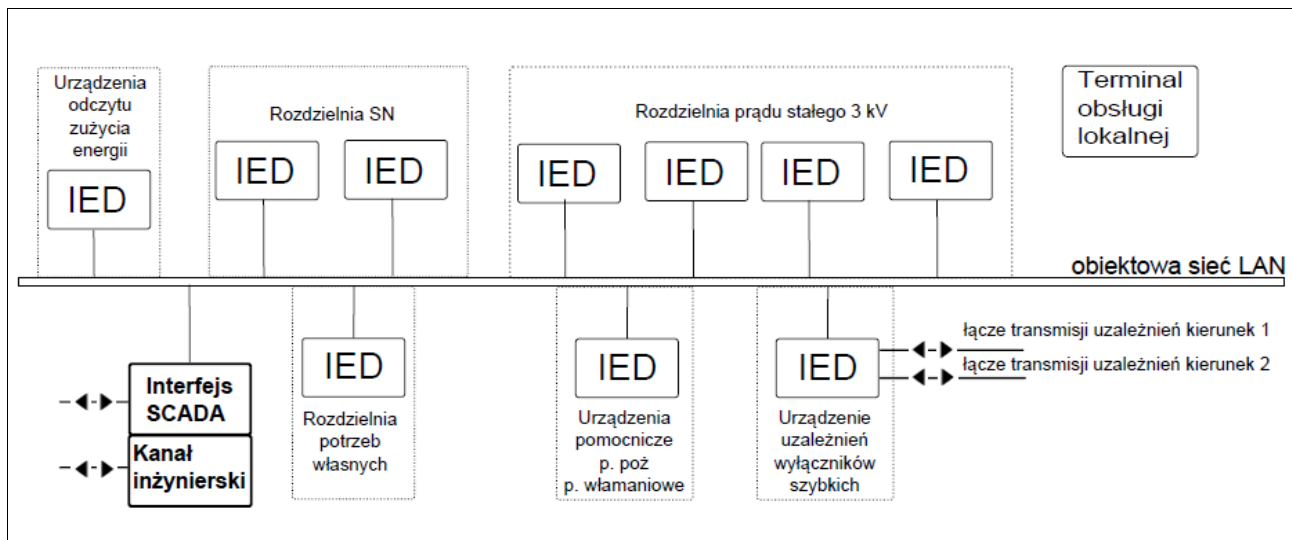 Urządzenia
odczytu
zużycia
energii
IED
Rozdzielnia SN
IED
IED
Rozdzielnia prądu stałego 3 kV
IED
IED
IED
IED
Terminal
obsługi
lokalnej
obiektowa sieć LAN
Interfejs
SCADA
Kanał
inżynierski
IED
Rozdzielnia
potrzeb
własnych
IED
Urządzenia
pomocnicze
p. poż
p. włamaniowe
IED
Urządzenie
uzależnień
wyłączników
szybkich
łącze transmisji uzależnień kierunek 1
łącze transmisji uzależnień kierunek 2